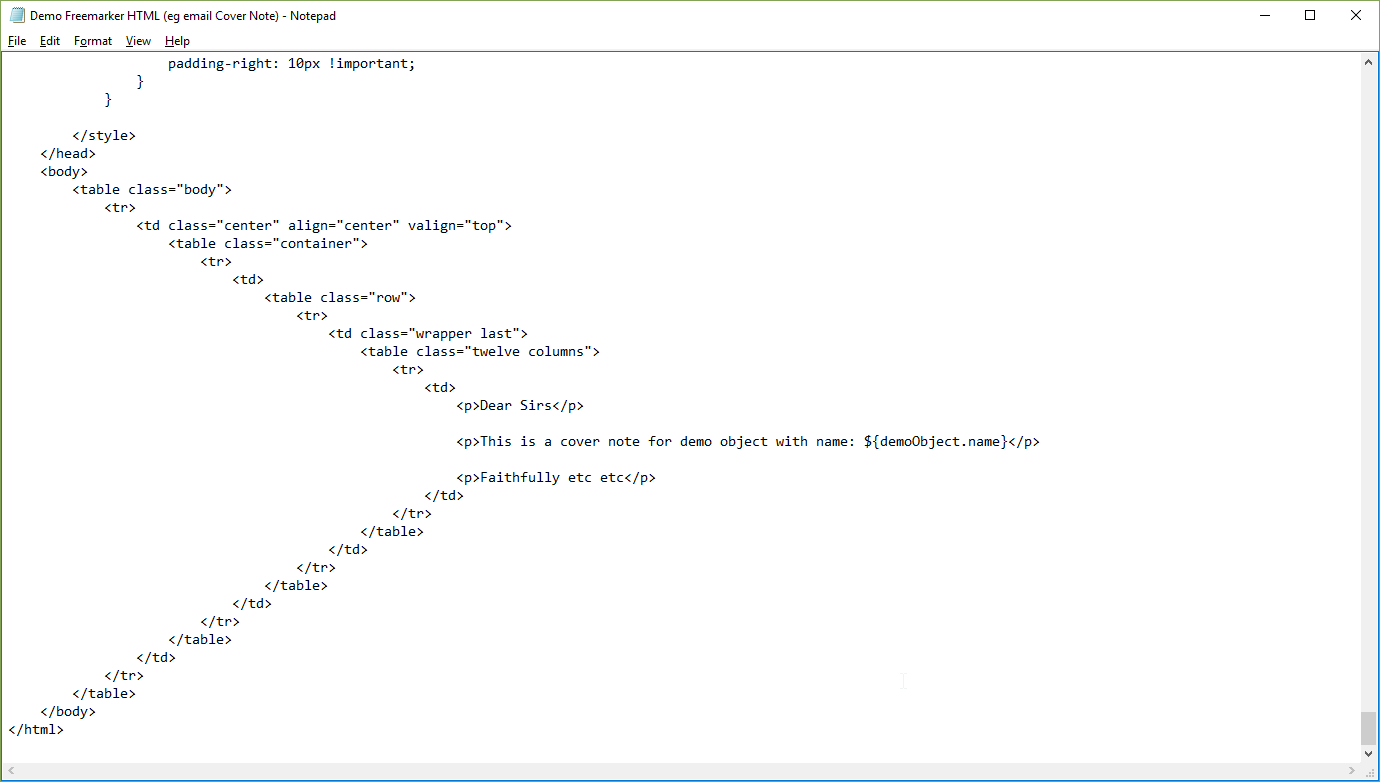 Demo Freemarker HTML (eg email Cover Note) - Notepad
File Edit Format View Help
                    padding-right: 10px !important;
                }
            }

        </style>
    </head>
    <body>
        <table class="body">
            <tr>
                <td class="center" align="center" valign="top">
                    <table class="container">
                        <tr>
                            <td>
                                <table class="row">
                                    <tr>
                                        <td class="wrapper last">
                                            <table class="twelve columns">
                                                <tr>
                                                    <td>
                                                        <p>Dear Sirs</p>

                                                        <p>This is a cover note for demo object with name: ${demoObject.name}</p>

                                                        <p>Faithfully etc etc</p>
                                                    </td>
                                                </tr>
                                            </table>
                                        </td>
                                    </tr>
                                </table>
                            </td>
                        </tr>
                    </table>
                </td>
            </tr>
        </table>
    </body>
</html>